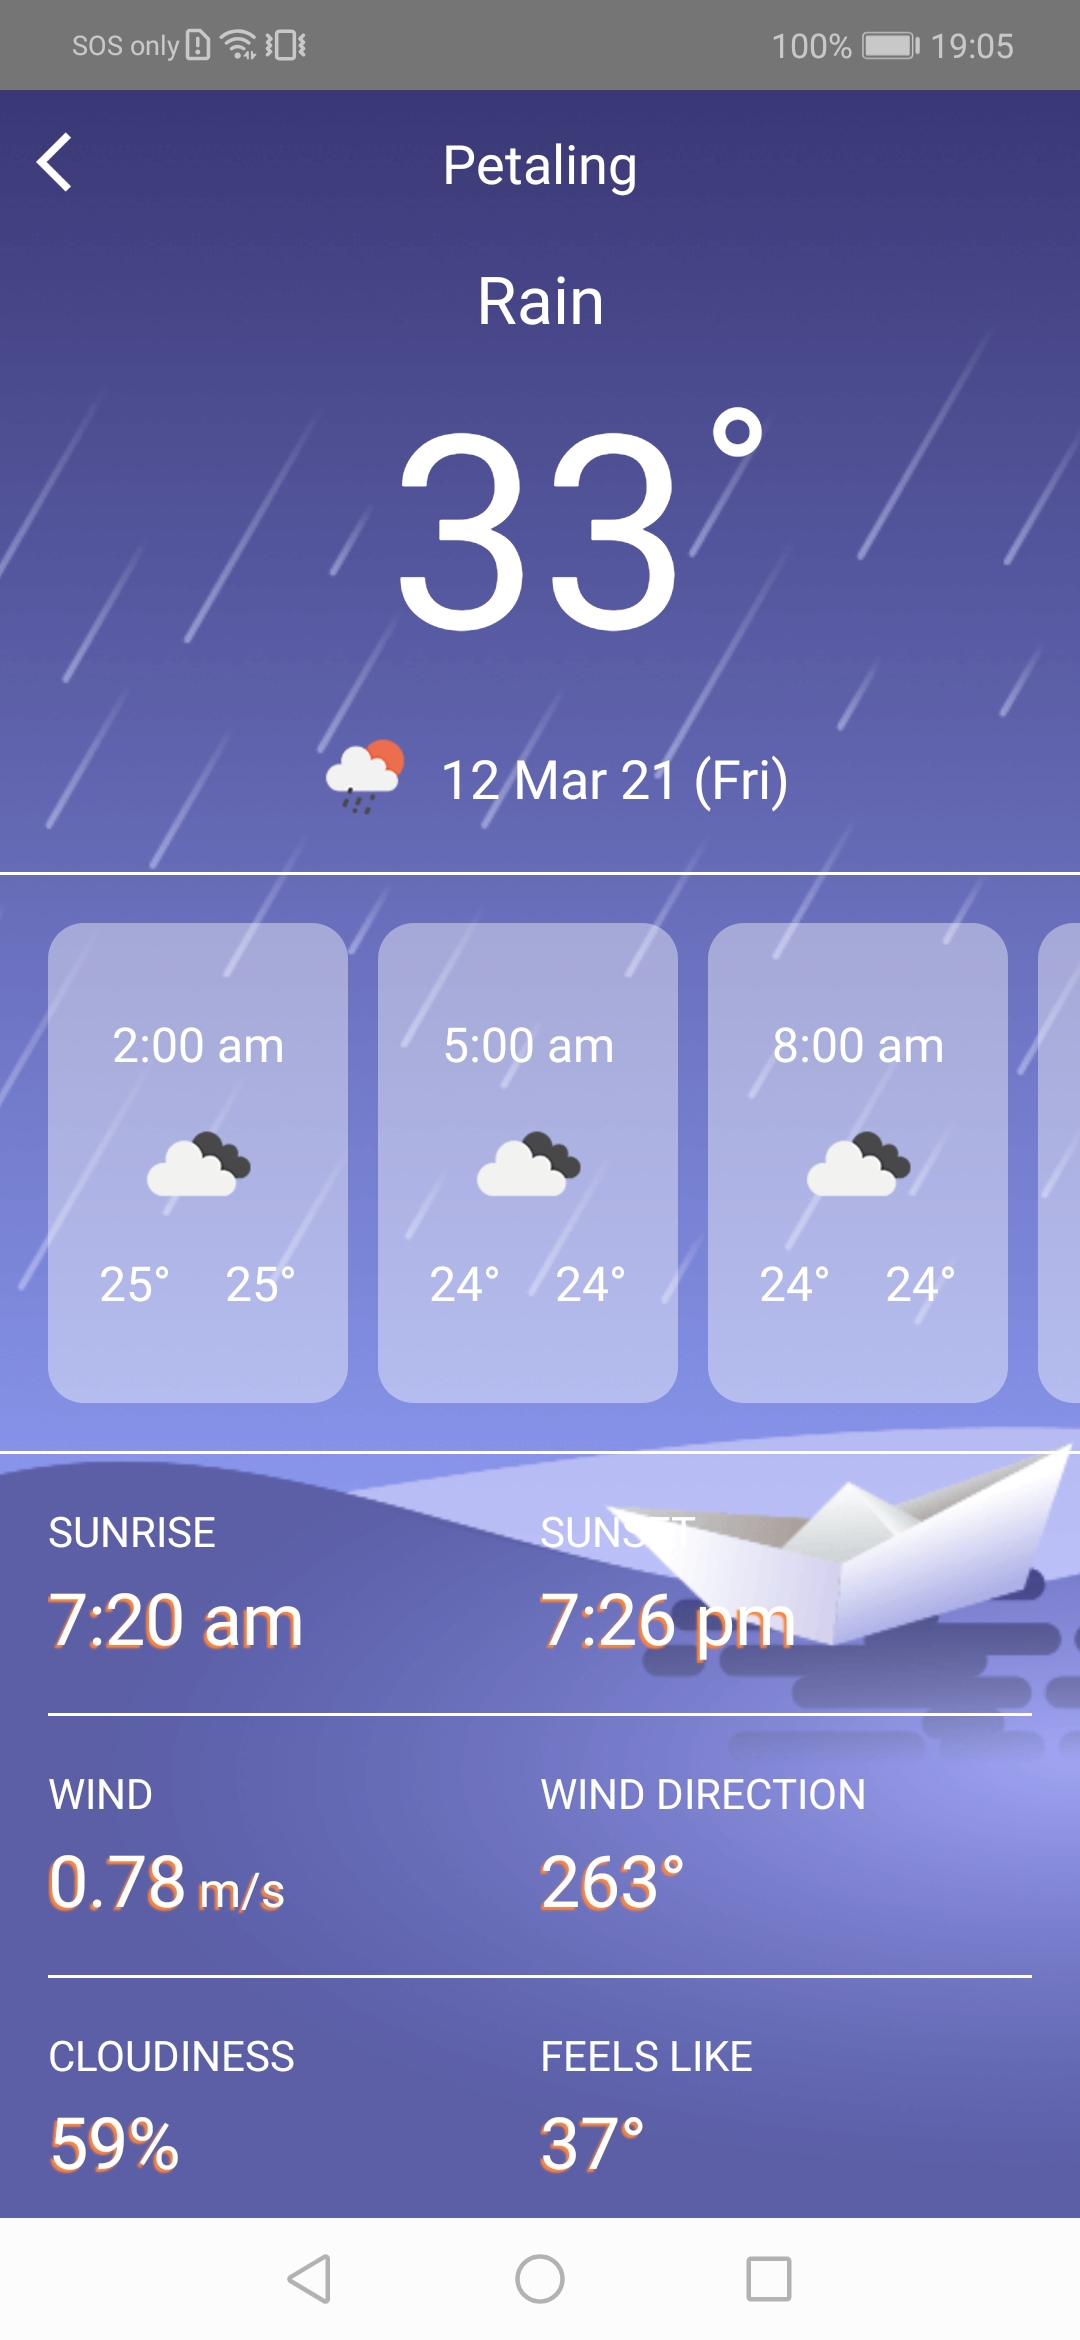 SOS only 100% 19:05
Petaling
Rain
33°
12 Mar 21 (Fri)
2:00 am 5:00 am 8:00 am
25° 25° 24° 24° 24° 24°
SUNRISE SUNSET
7:20 am 7:26 pm
WIND WIND DIRECTION
0.78 m/s 263°
CLOUDINESS FEELS LIKE
59% 37°